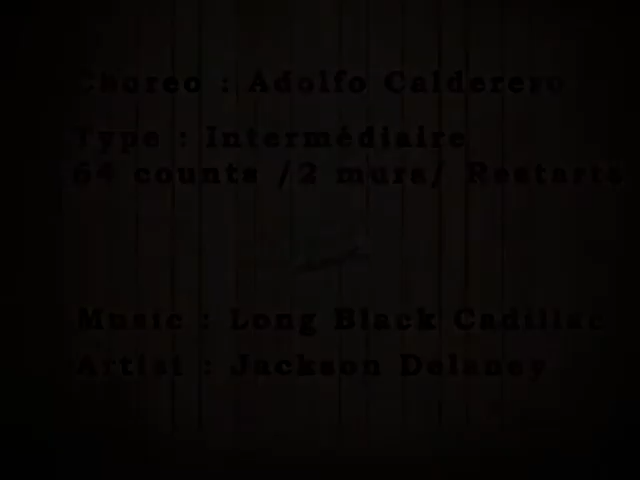 Choreo : Adolfo Calderero
Type : Intermédiaire
64 counts /2 murs/ Restarts
Music : Long Black Cadillac
Artist : Jackson Delaney